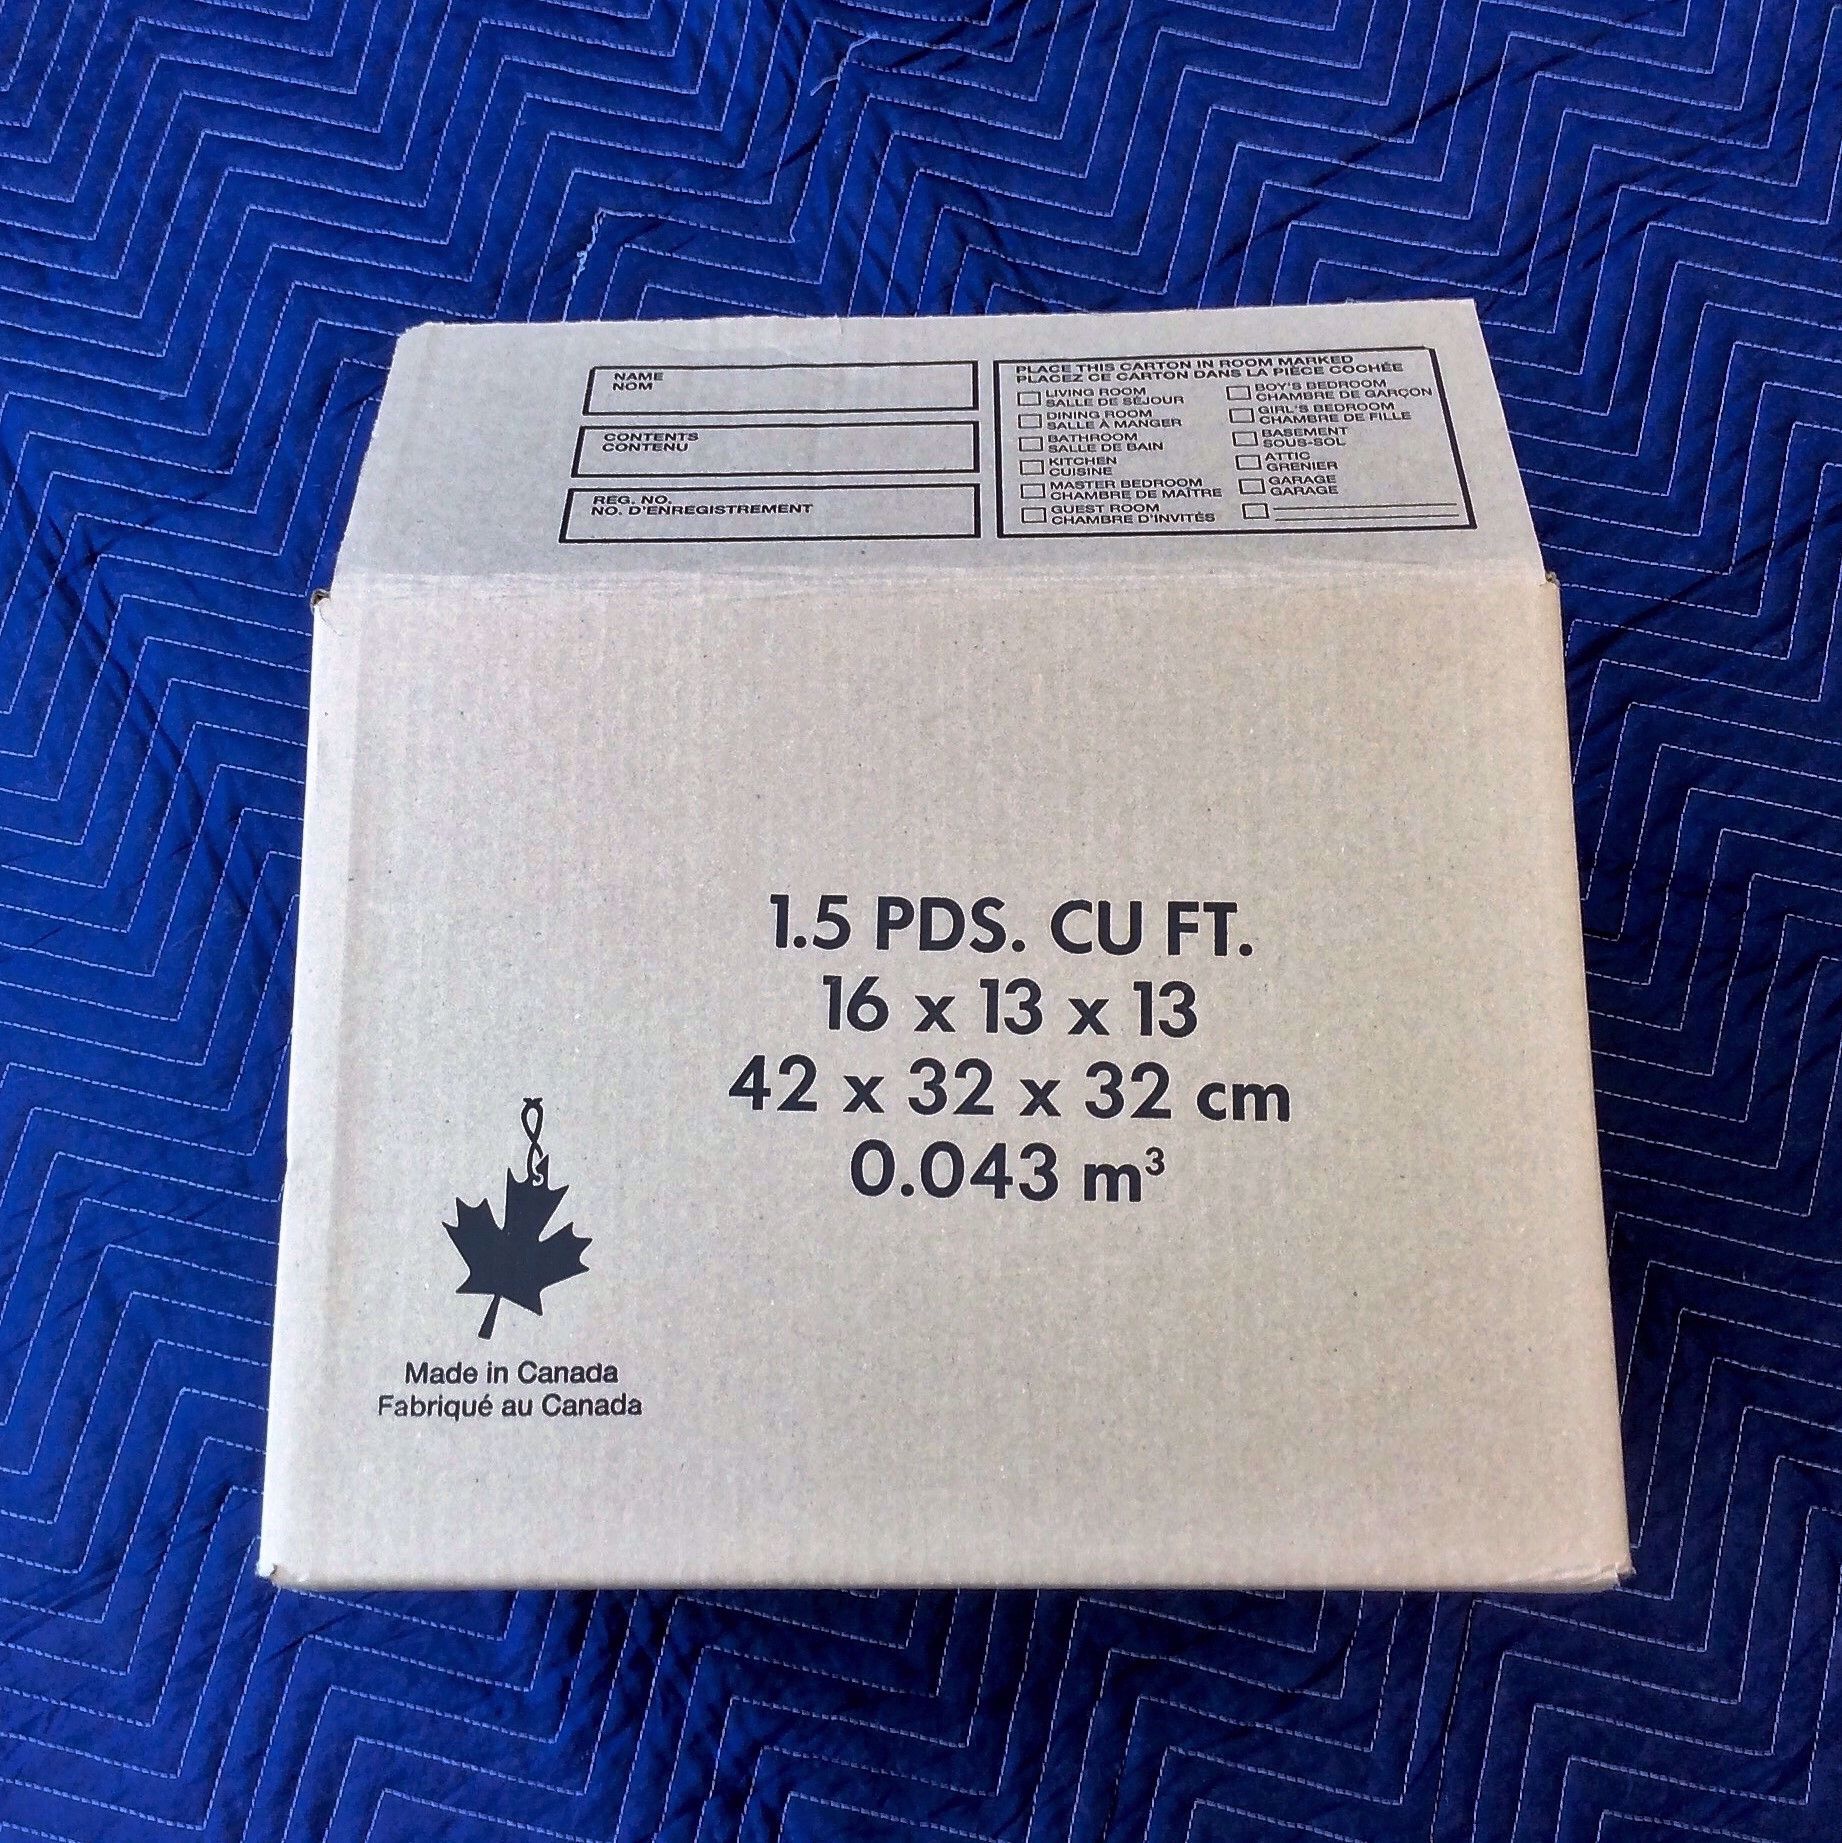 NAME
NOM
CONTENTS
CONTENU
REG. NO.
NO. D'ENREGISTREMENT
PLACE THIS CARTON IN ROOM MARKED
PLACEZ CE CARTON DANS LA PIÈCE COCHÉE
LIVING ROOM
SALLE DE SÉJOUR
DINING ROOM
SALLE À MANGER
BATHROOM
SALLE DE BAIN
KITCHEN
CUISINE
MASTER BEDROOM
CHAMBRE DE MAÎTRE
GUEST ROOM
CHAMBRE D'INVITÉS
BOY'S BEDROOM
CHAMBRE DE GARÇON
GIRL'S BEDROOM
CHAMBRE DE FILLE
BASEMENT
SOUS-SOL
ATTIC
GRENIER
GARAGE
GARAGE
1.5 PDS. CU FT.
16 x 13 x 13
42 x 32 x 32 cm
0.043 m³
Made in Canada
Fabriqué au Canada